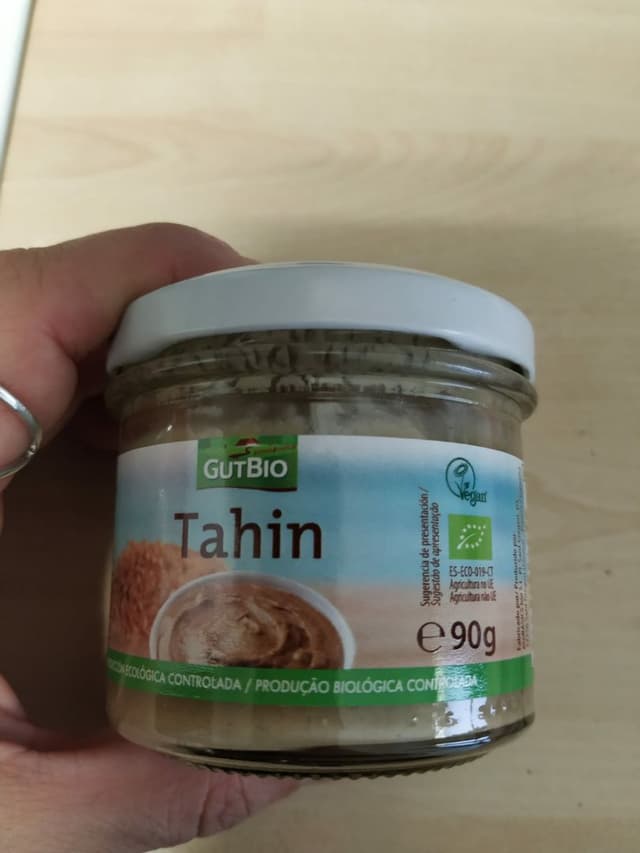 GUTBIO
Tahin
Sugerencia de presentación/
Sugestão de apresentação
Vegan
ES-ECO-019-CT
Agricultura no UE
Agricultura não UE
℮ 90g
ECOLÓGICA CONTROLADA / PRODUÇÃO BIOLÓGICA CONTROLADA